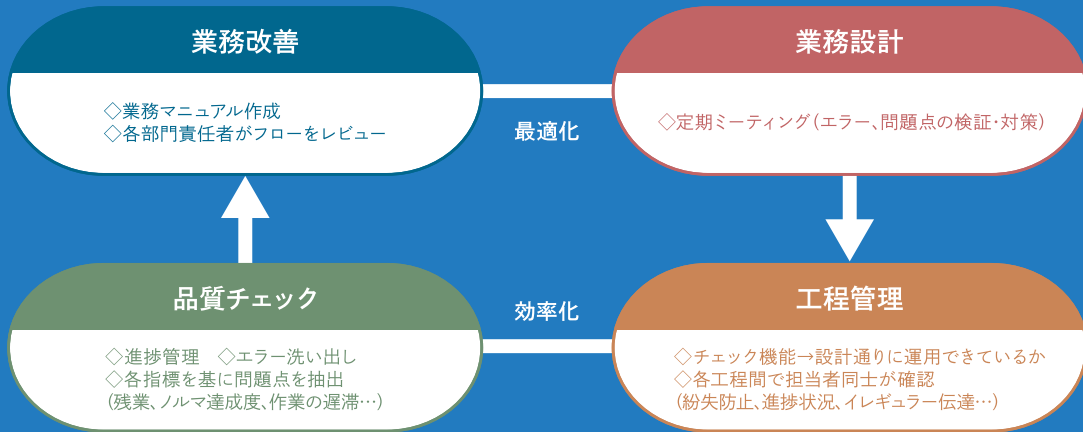 業務改善
◇業務マニュアル作成
◇各部門責任者がフローをレビュー
最適化
業務設計
◇定期ミーティング(エラー、問題点の検証・対策)
品質チェック
◇進捗管理　◇エラー洗い出し
◇各指標を基に問題点を抽出
(残業、ノルマ達成度、作業の遅滞…)
効率化
工程管理
◇チェック機能→設計通りに運用できているか
◇各工程間で担当者同士が確認
(紛失防止、進捗状況、イレギュラー伝達…)